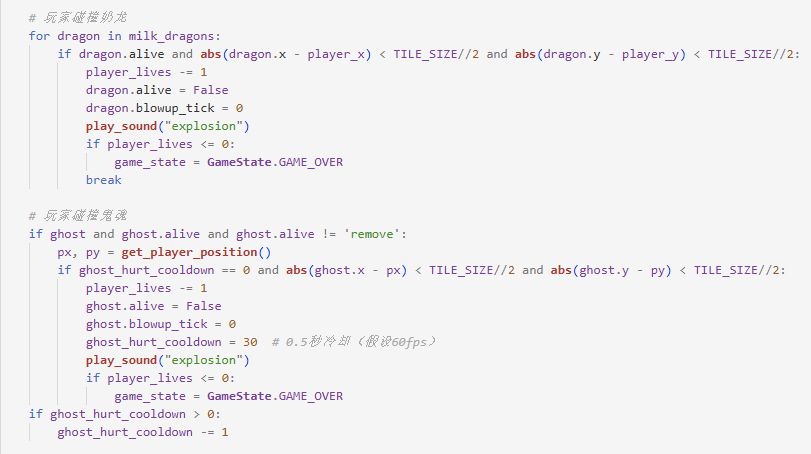 # 玩家碰撞奶龙
for dragon in milk_dragons:
    if dragon.alive and abs(dragon.x - player_x) < TILE_SIZE//2 and abs(dragon.y - player_y) < TILE_SIZE//2:
        player_lives -= 1
        dragon.alive = False
        dragon.blowup_tick = 0
        play_sound("explosion")
        if player_lives <= 0:
            game_state = GameState.GAME_OVER
        break

# 玩家碰撞鬼魂
if ghost and ghost.alive and ghost.alive != 'remove':
    px, py = get_player_position()
    if ghost_hurt_cooldown == 0 and abs(ghost.x - px) < TILE_SIZE//2 and abs(ghost.y - py) < TILE_SIZE//2:
        player_lives -= 1
        ghost.alive = False
        ghost.blowup_tick = 0
        ghost_hurt_cooldown = 30  # 0.5秒冷却（假设60fps）
        play_sound("explosion")
        if player_lives <= 0:
            game_state = GameState.GAME_OVER
if ghost_hurt_cooldown > 0:
    ghost_hurt_cooldown -= 1